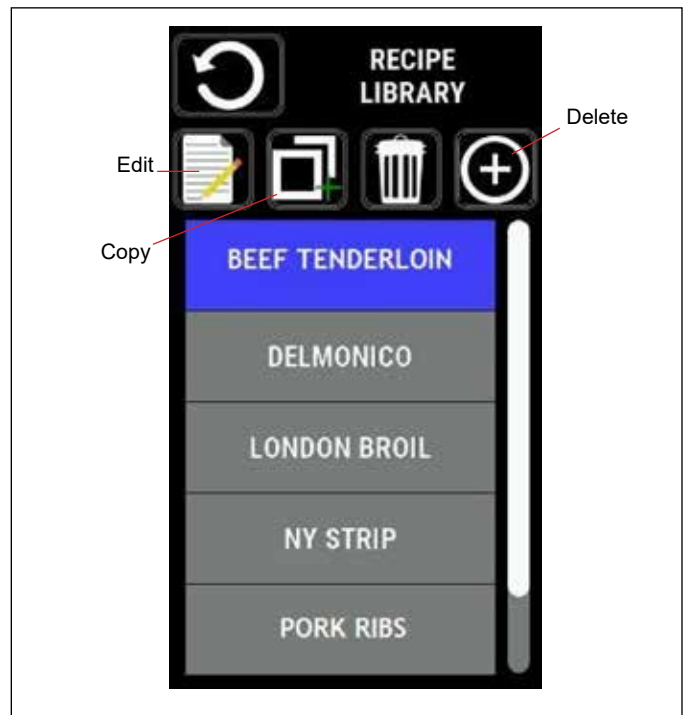 RECIPE
LIBRARY
Delete
Edit
Copy
BEEF TENDERLOIN
DELMONICO
LONDON BROIL
NY STRIP
PORK RIBS